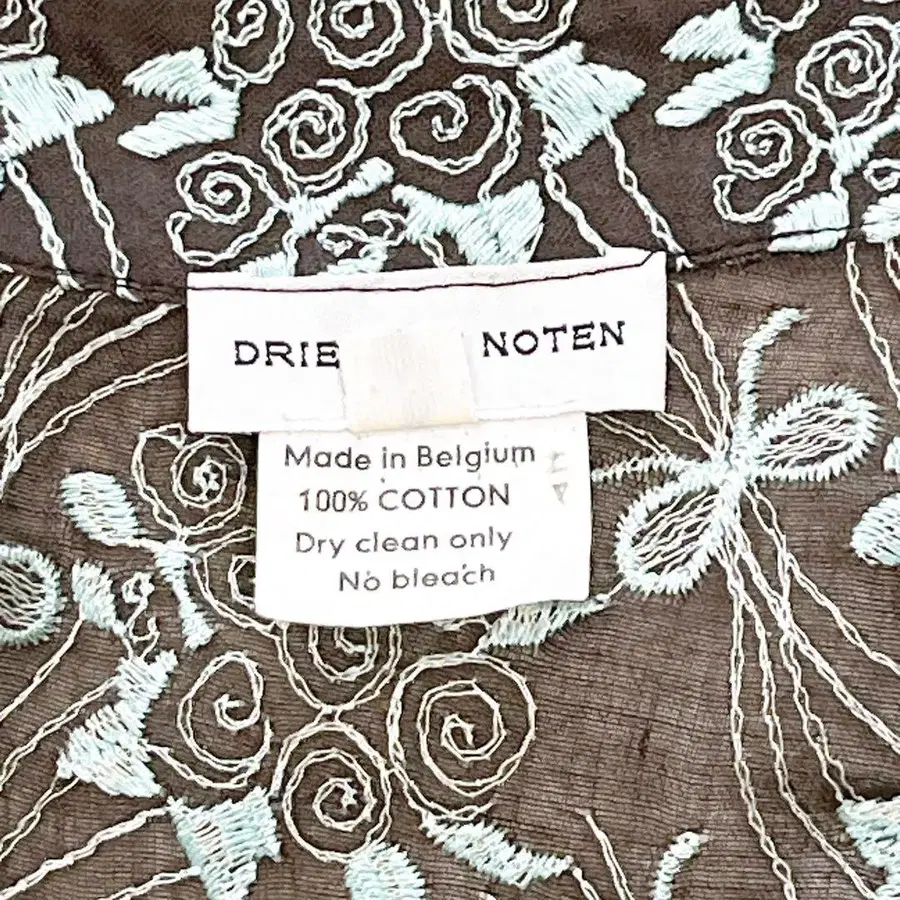 DRIE NOTEN
Made in Belgium
100% COTTON
Dry clean only
No bleach